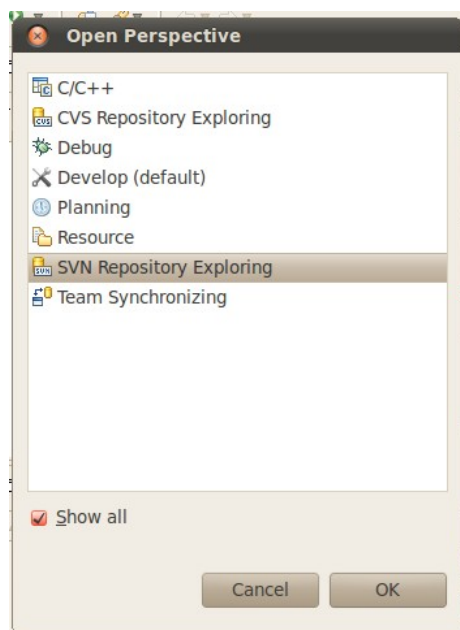 Open Perspective
C/C++
CVS Repository Exploring
Debug
Develop (default)
Planning
Resource
SVN Repository Exploring
Team Synchronizing
Show all
Cancel OK